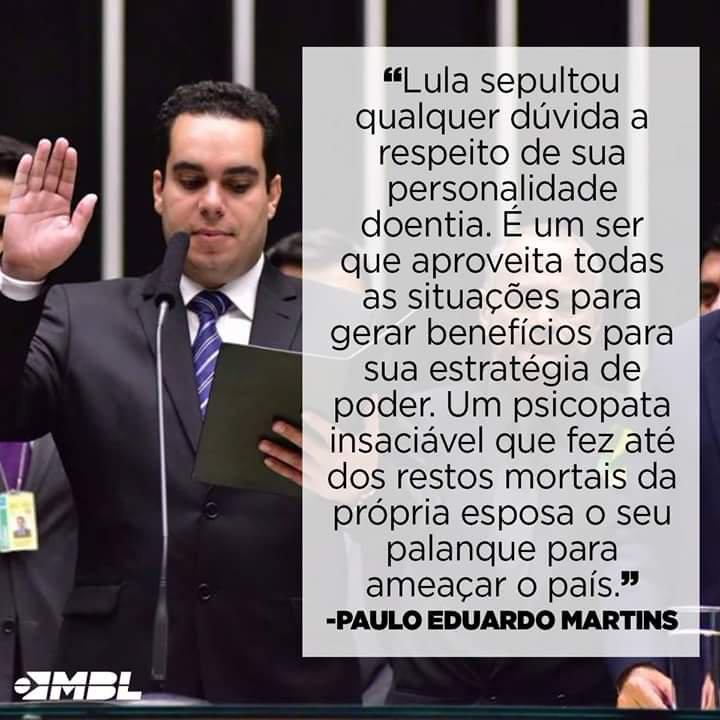 “Lula sepultou
qualquer dúvida a
respeito de sua
personalidade
doentia. É um ser
que aproveita todas
as situações para
gerar benefícios para
sua estratégia de
poder. Um psicopata
insaciável que fez até
dos restos mortais da
própria esposa o seu
palanque para
ameaçar o país.”
-PAULO EDUARDO MARTINS
MBL